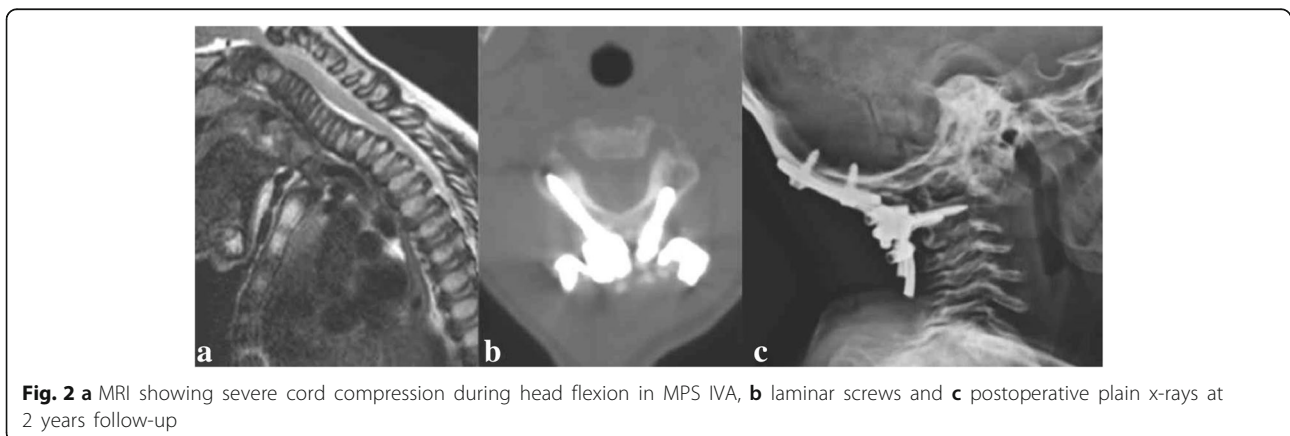 a
b
c
Fig. 2 a MRI showing severe cord compression during head flexion in MPS IVA, b laminar screws and c postoperative plain x-rays at
2 years follow-up